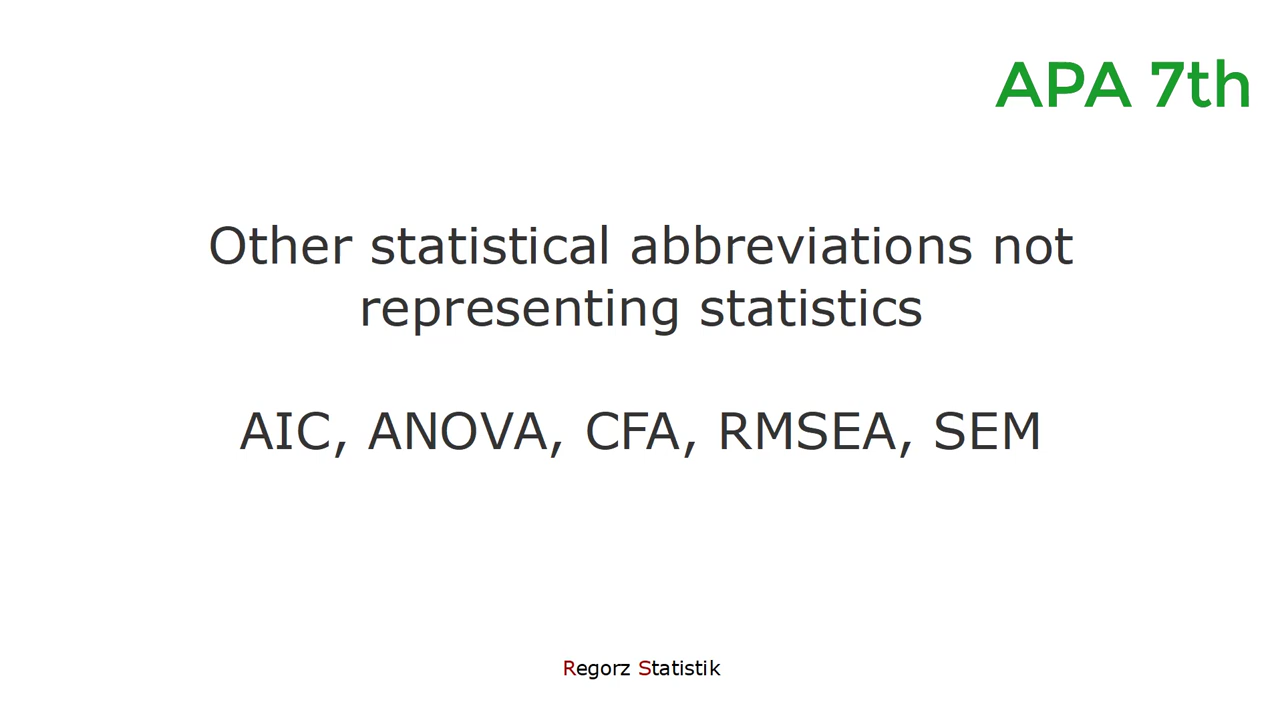 APA 7th
Other statistical abbreviations not
representing statistics
AIC, ANOVA, CFA, RMSEA, SEM
Regorz Statistik